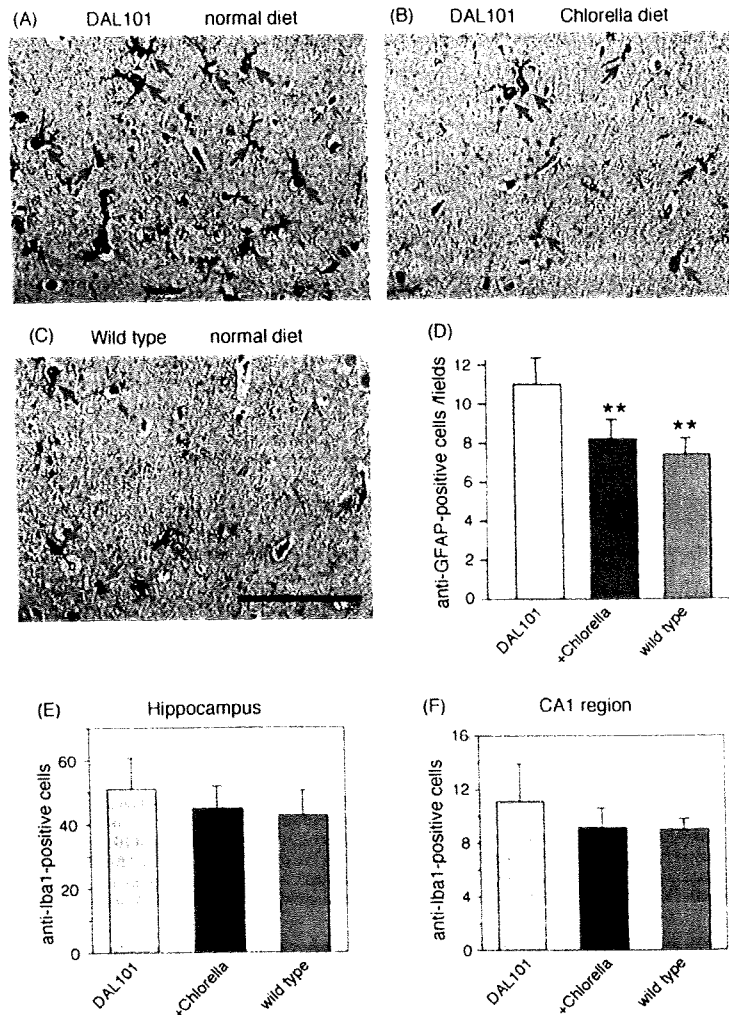 (A) DAL101 normal diet
(B) DAL101 Chlorella diet
(C) Wild type normal diet
(D)
anti-GFAP-positive cells /fields
12
10
8
6
4
2
0
** **
DAL101 +Chlorella wild type
(E) Hippocampus
anti-Iba1-positive cells
60
40
20
0
DAL101 +Chlorella wild type
(F) CA1 region
anti-Iba1-positive cells
16
12
8
4
0
DAL101 +Chlorella wild type